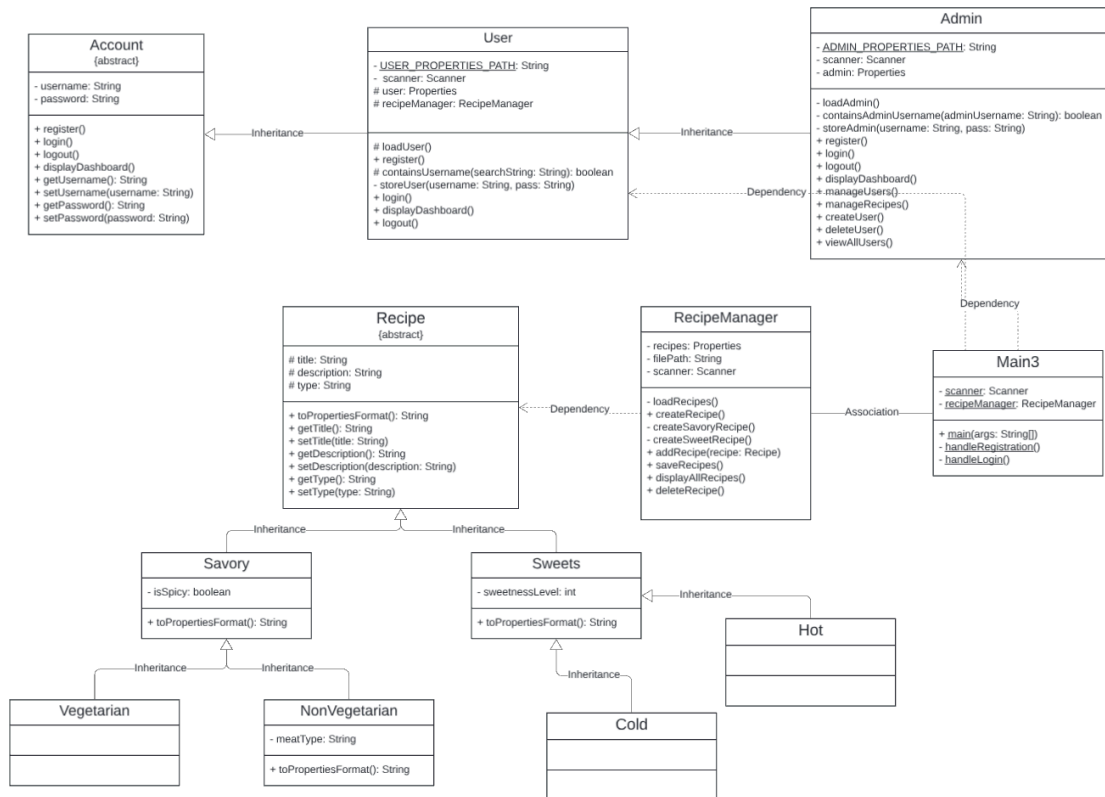 Account
{abstract}
- username: String
- password: String
+ register()
+ login()
+ logout()
+ displayDashboard()
+ getUsername(): String
+ setUsername(username: String)
+ getPassword(): String
+ setPassword(password: String)
Inheritance
User
- USER_PROPERTIES_PATH: String
- scanner: Scanner
# user: Properties
# recipeManager: RecipeManager
# loadUser()
+ register()
# containsUsername(searchString: String): boolean
- storeUser(username: String, pass: String)
+ login()
+ displayDashboard()
+ logout()
Inheritance
Dependency
Admin
- ADMIN_PROPERTIES_PATH: String
- scanner: Scanner
- admin: Properties
- loadAdmin()
- containsAdminUsername(adminUsername: String): boolean
- storeAdmin(username: String, pass: String)
+ register()
+ login()
+ logout()
+ displayDashboard()
+ manageUsers()
+ manageRecipes()
+ createUser()
+ deleteUser()
+ viewAllUsers()
Dependency
Recipe
{abstract}
# title: String
# description: String
# type: String
+ toPropertiesFormat(): String
+ getTitle(): String
+ setTitle(title: String)
+ getDescription(): String
+ setDescription(description: String)
+ getType(): String
+ setType(type: String)
Dependency
RecipeManager
- recipes: Properties
- filePath: String
- scanner: Scanner
- loadRecipes()
+ createRecipe()
- createSavoryRecipe()
- createSweetRecipe()
+ addRecipe(recipe: Recipe)
+ saveRecipes()
+ displayAllRecipes()
+ deleteRecipe()
Association
Main3
- scanner: Scanner
- recipeManager: RecipeManager
+ main(args: String[])
- handleRegistration()
- handleLogin()
Inheritance
Inheritance
Savory
- isSpicy: boolean
+ toPropertiesFormat(): String
Sweets
- sweetnessLevel: int
+ toPropertiesFormat(): String
Inheritance
Hot
Inheritance
Inheritance
Inheritance
Vegetarian
NonVegetarian
- meatType: String
+ toPropertiesFormat(): String
Cold